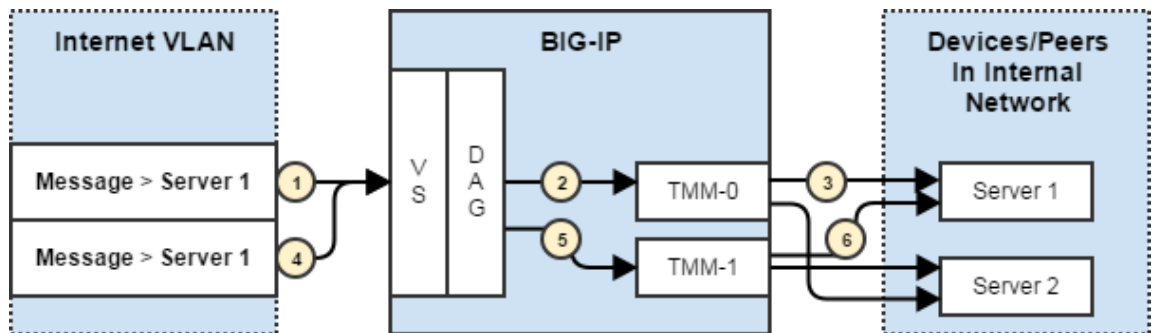 Internet VLAN
BIG-IP
Devices/Peers
In Internal
Network
Message > Server 1
1
V
S
D
A
G
2
TMM-0
3
Server 1
Message > Server 1
4
5
TMM-1
6
Server 2